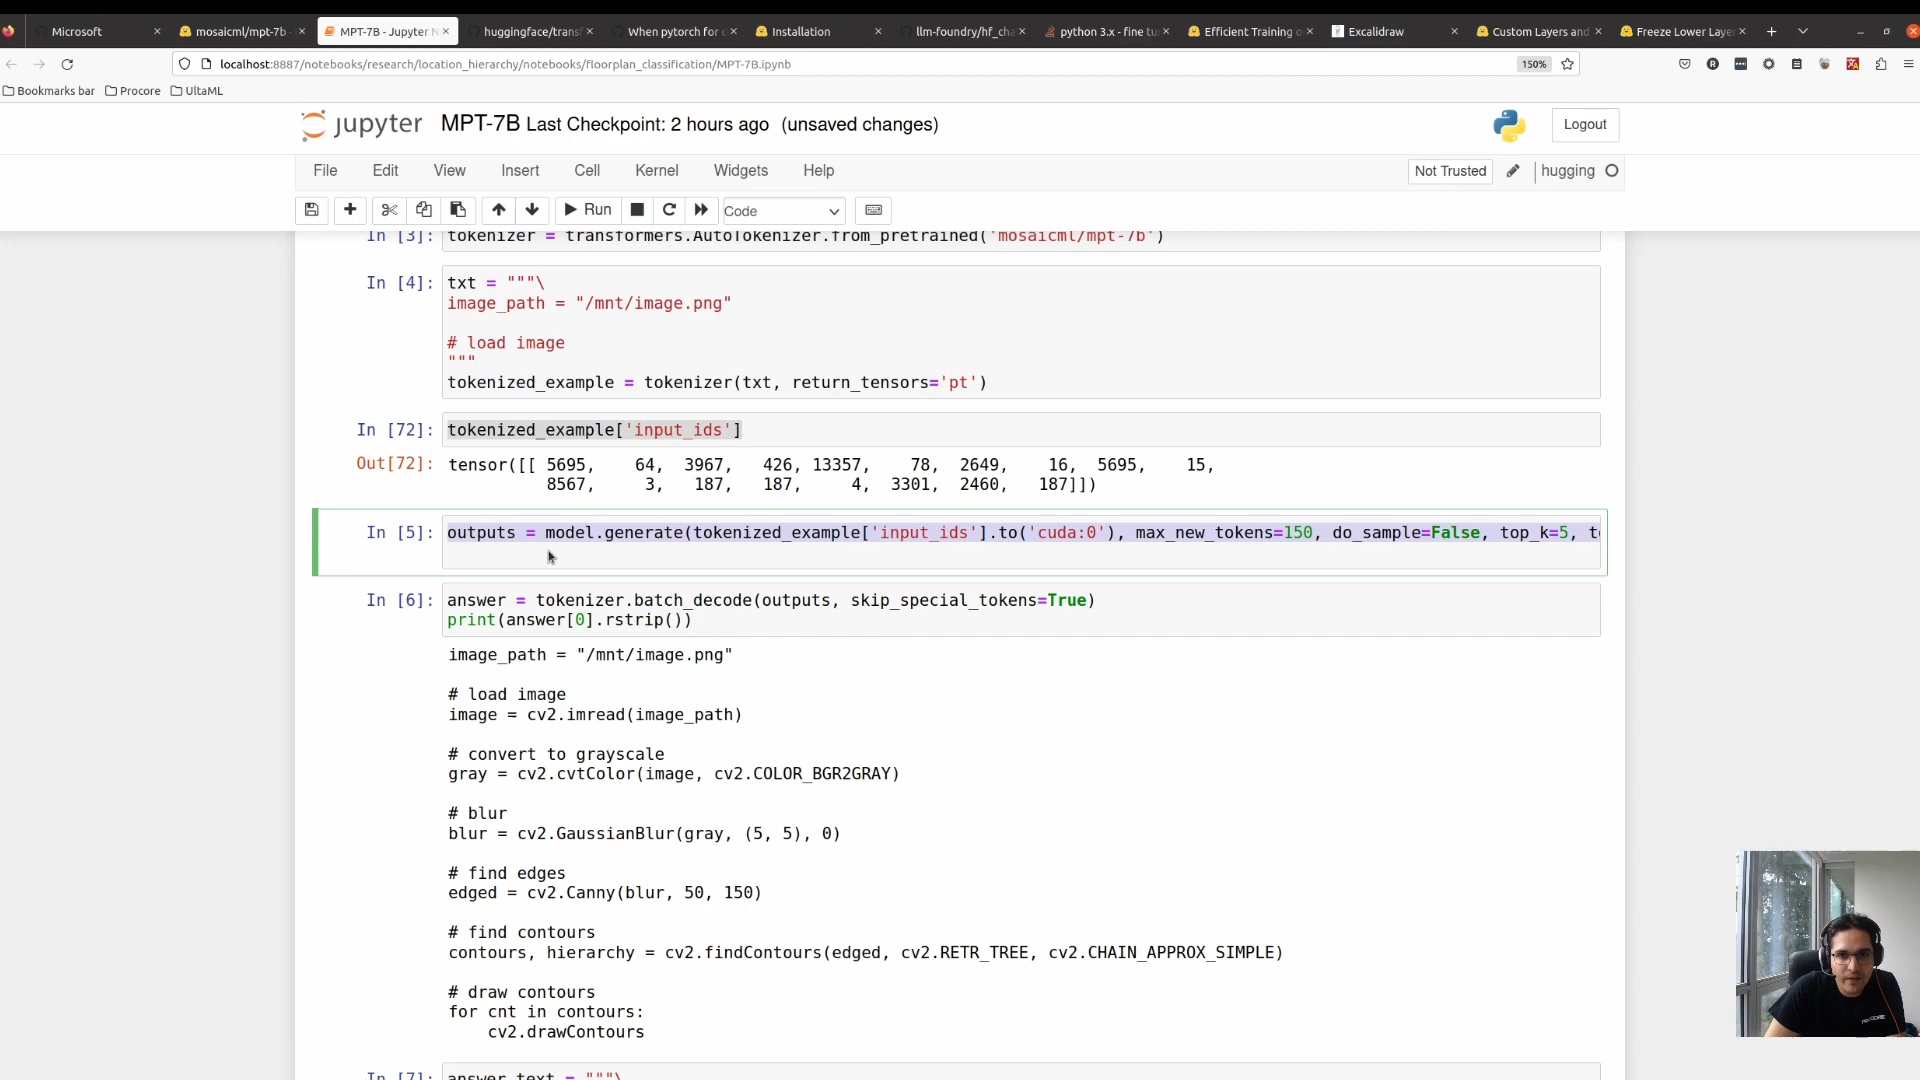 Microsoft
mosaicml/mpt-7b
MPT-7B - Jupyter N
huggingface/trans
When pytorch for
Installation
llm-foundry/hf_ch
python 3.x - fine tu
Efficient Training o
Excalidraw
Custom Layers and
Freeze Lower Laye
localhost:8887/notebooks/research/location_hierarchy/notebooks/floorplan_classification/MPT-7B.ipynb
150%
Bookmarks bar
Procore
UltaML
jupyter
MPT-7B Last Checkpoint: 2 hours ago (unsaved changes)
Logout
File Edit View Insert Cell Kernel Widgets Help
Not Trusted
hugging
Run
Code
In [3]: tokenizer = transformers.AutoTokenizer.from_pretrained('mosaicml/mpt-7b')
In [4]: txt = """\
image_path = "/mnt/image.png"
# load image
"""
tokenized_example = tokenizer(txt, return_tensors='pt')
In [72]: tokenized_example['input_ids']
Out[72]: tensor([[ 5695, 64, 3967, 426, 13357, 78, 2649, 16, 5695, 15,
8567, 3, 187, 187, 4, 3301, 2460, 187]])
In [5]: outputs = model.generate(tokenized_example['input_ids'].to('cuda:0'), max_new_tokens=150, do_sample=False, top_k=5,
In [6]: answer = tokenizer.batch_decode(outputs, skip_special_tokens=True)
print(answer[0].rstrip())
image_path = "/mnt/image.png"
# load image
image = cv2.imread(image_path)
# convert to grayscale
gray = cv2.cvtColor(image, cv2.COLOR_BGR2GRAY)
# blur
blur = cv2.GaussianBlur(gray, (5, 5), 0)
# find edges
edged = cv2.Canny(blur, 50, 150)
# find contours
contours, hierarchy = cv2.findContours(edged, cv2.RETR_TREE, cv2.CHAIN_APPROX_SIMPLE)
# draw contours
for cnt in contours:
cv2.drawContours
In [7]: answer_text = """\